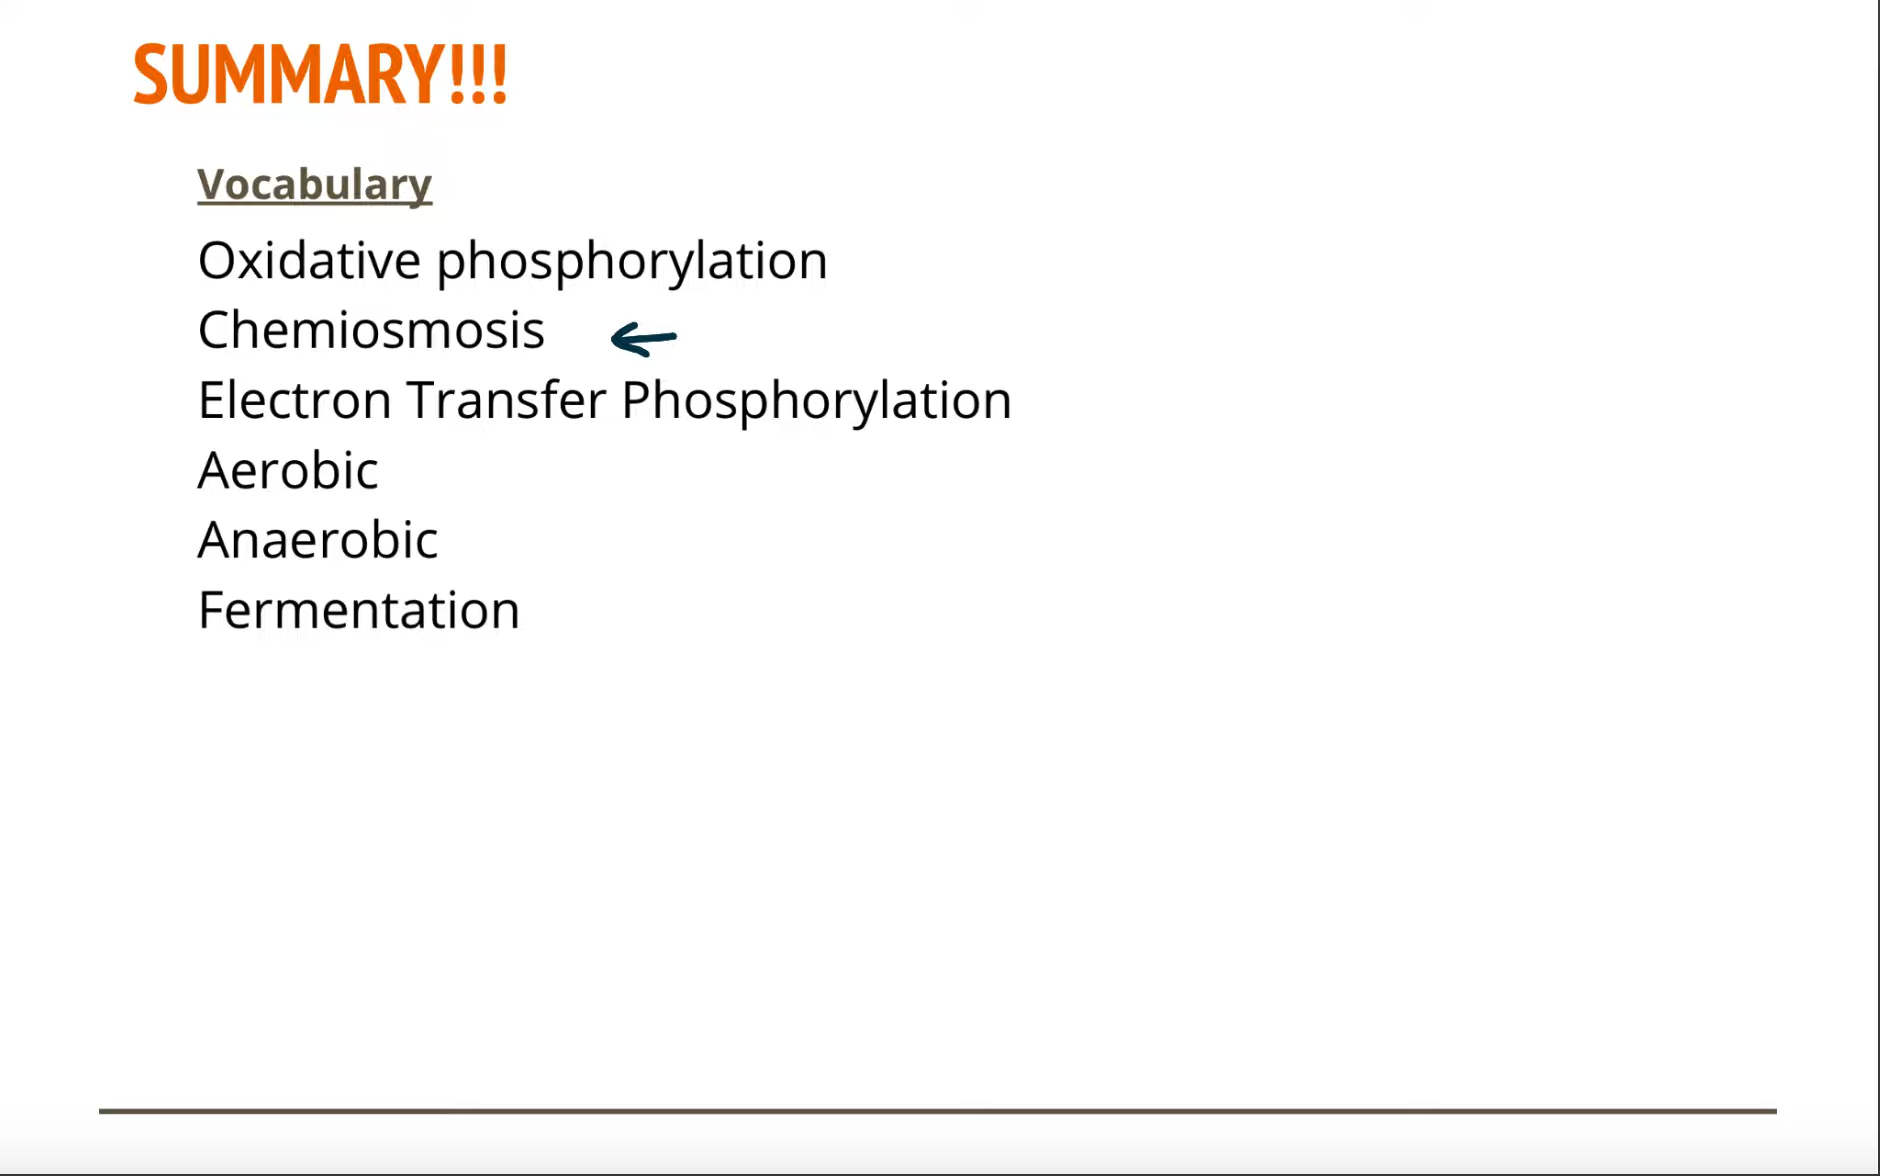 SUMMARY!!!
Vocabulary
Oxidative phosphorylation
Chemiosmosis
Electron Transfer Phosphorylation
Aerobic
Anaerobic
Fermentation